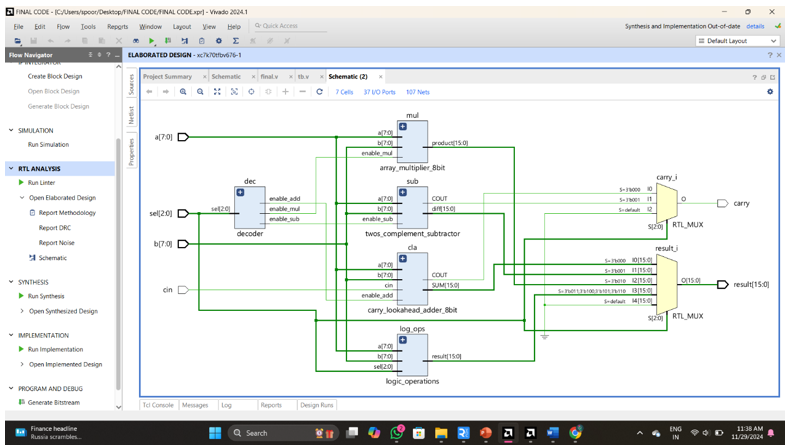 FINAL CODE - [C:/Users/spoor/Desktop/FINAL CODE/FINAL CODE.xpr] - Vivado 2024.1
File Edit Flow Tools Reports Window Layout View Help Quick Access
Synthesis and Implementation Out-of-date details
Default Layout
Flow Navigator
ELABORATED DESIGN - xc7k70tfbv676-1
Create Block Design
Open Block Design
Generate Block Design
SIMULATION
Run Simulation
RTL ANALYSIS
Run Linter
Open Elaborated Design
Report Methodology
Report DRC
Report Noise
Schematic
SYNTHESIS
Run Synthesis
Open Synthesized Design
IMPLEMENTATION
Run Implementation
Open Implemented Design
PROGRAM AND DEBUG
Generate Bitstream
Sources
Netlist
Properties
Project Summary Schematic final.v tb.v Schematic (2)
7 Cells 37 I/O Ports 107 Nets
a[7:0]
sel[2:0]
b[7:0]
cin
dec
sel[2:0]
enable_add
enable_mul
enable_sub
decoder
mul
a[7:0]
b[7:0]
enable_mul
product[15:0]
array_multiplier_8bit
sub
a[7:0]
b[7:0]
enable_sub
COUT
diff[15:0]
twos_complement_subtractor
cla
a[7:0]
b[7:0]
cin
enable_add
COUT
SUM[15:0]
carry_lookahead_adder_8bit
log_ops
a[7:0]
b[7:0]
sel[2:0]
result[15:0]
logic_operations
carry_i
S=3'b000 I0
S=3'b001 I1
S=default I2
O
S[2:0]
RTL_MUX
carry
result_i
S=3'b000 I0[15:0]
S=3'b001 I1[15:0]
S=3'b010 I2[15:0]
S=3'b011,3'b100,3'b101,3'b110 I3[15:0]
S=default I4[15:0]
O[15:0]
S[2:0]
RTL_MUX
result[15:0]
Tcl Console Messages Log Reports Design Runs
Finance headline
Russia scrambles...
Search
ENG
IN
11:38 AM
11/29/2024